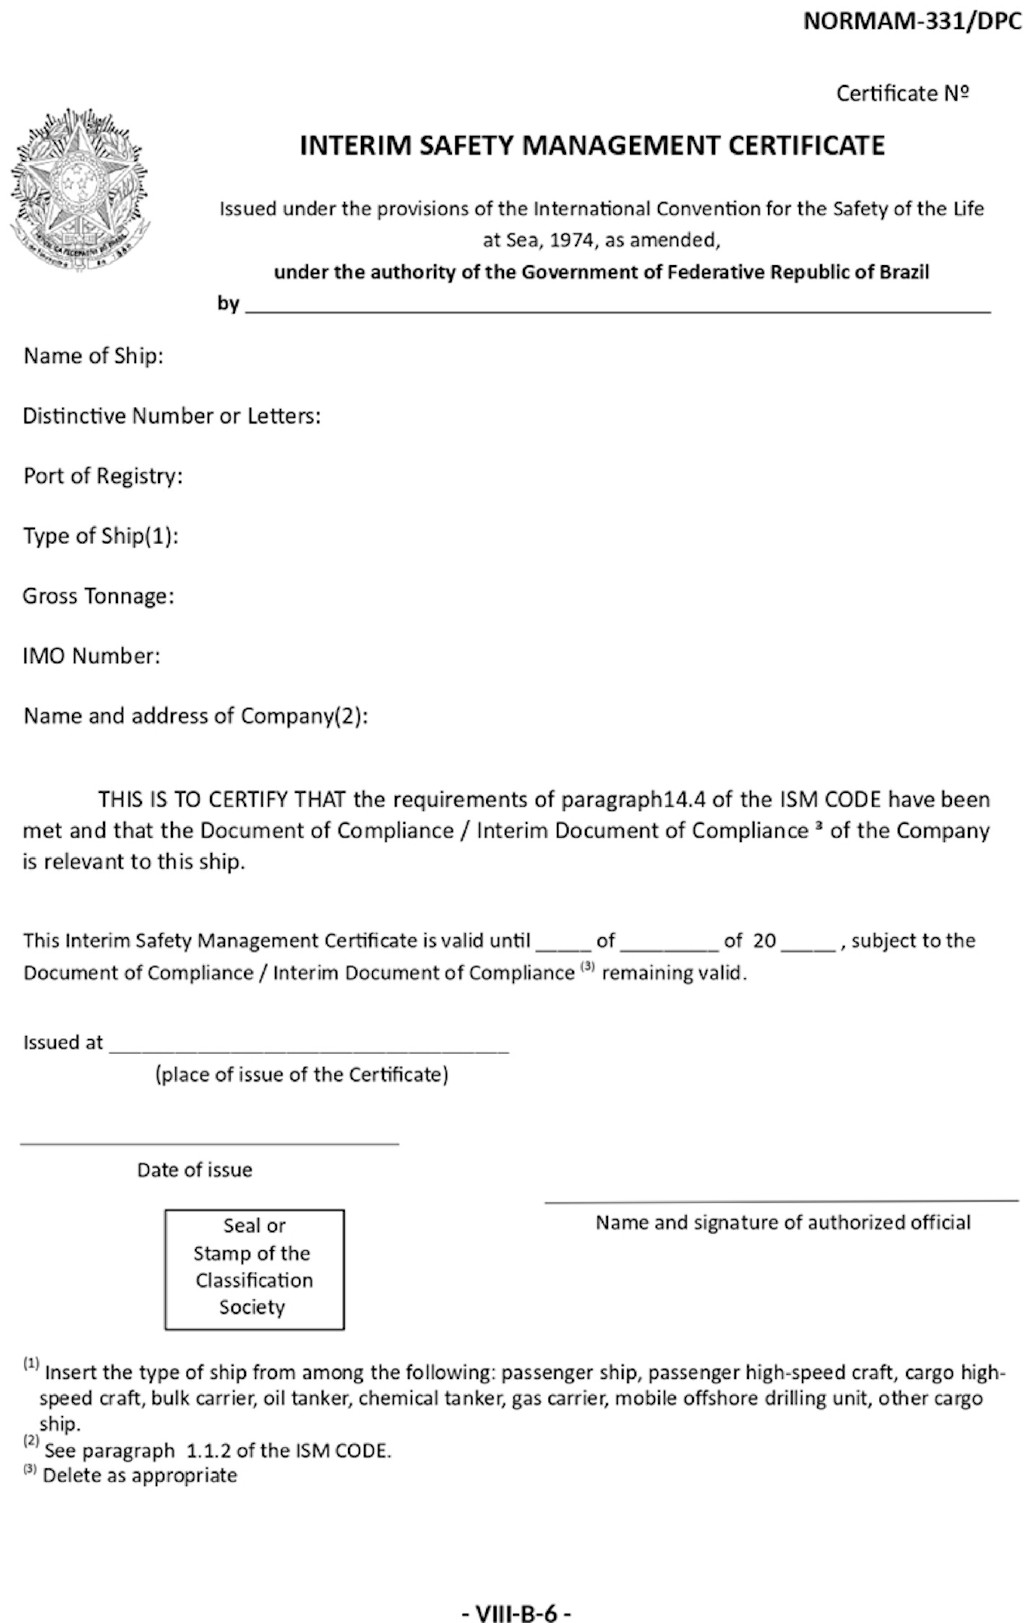 NORMAM-331/DPC
Certificate Nº
INTERIM SAFETY MANAGEMENT CERTIFICATE
Issued under the provisions of the International Convention for the Safety of the Life
at Sea, 1974, as amended,
under the authority of the Government of Federative Republic of Brazil
by ______________________________
Name of Ship:
Distinctive Number or Letters:
Port of Registry:
Type of Ship(1):
Gross Tonnage:
IMO Number:
Name and address of Company(2):
THIS IS TO CERTIFY THAT the requirements of paragraph14.4 of the ISM CODE have been
met and that the Document of Compliance / Interim Document of Compliance ³ of the Company
is relevant to this ship.
This Interim Safety Management Certificate is valid until _____ of _________ of 20 _____ , subject to the
Document of Compliance / Interim Document of Compliance (3) remaining valid.
Issued at ____________________________________
(place of issue of the Certificate)
Date of issue
Name and signature of authorized official
Seal or
Stamp of the
Classification
Society
(1) Insert the type of ship from among the following: passenger ship, passenger high-speed craft, cargo high-
speed craft, bulk carrier, oil tanker, chemical tanker, gas carrier, mobile offshore drilling unit, other cargo
ship.
(2) See paragraph 1.1.2 of the ISM CODE.
(3) Delete as appropriate
- VIII-B-6 -